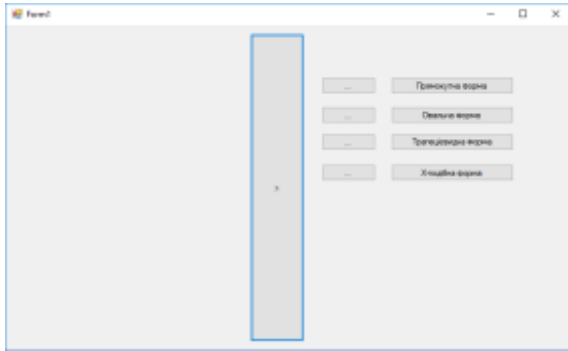 Form1
...
Прямокутна форма
...
Овальна форма
...
Трапецієвидна форма
>
...
Х-подібна форма